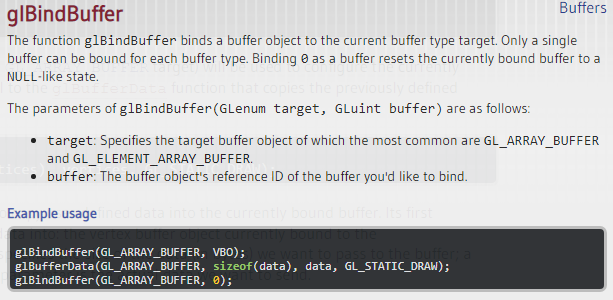 glBindBuffer
Buffers
The function glBindBuffer binds a buffer object to the current buffer type target. Only a single
buffer can be bound for each buffer type. Binding 0 as a buffer resets the currently bound buffer to a
NULL-like state.
The parameters of glBindBuffer(GLenum target, GLuint buffer) are as follows:
• target: Specifies the target buffer object of which the most common are GL_ARRAY_BUFFER
and GL_ELEMENT_ARRAY_BUFFER.
• buffer: The buffer object's reference ID of the buffer you'd like to bind.
Example usage
glBindBuffer(GL_ARRAY_BUFFER, VBO);
glBufferData(GL_ARRAY_BUFFER, sizeof(data), data, GL_STATIC_DRAW);
glBindBuffer(GL_ARRAY_BUFFER, 0);